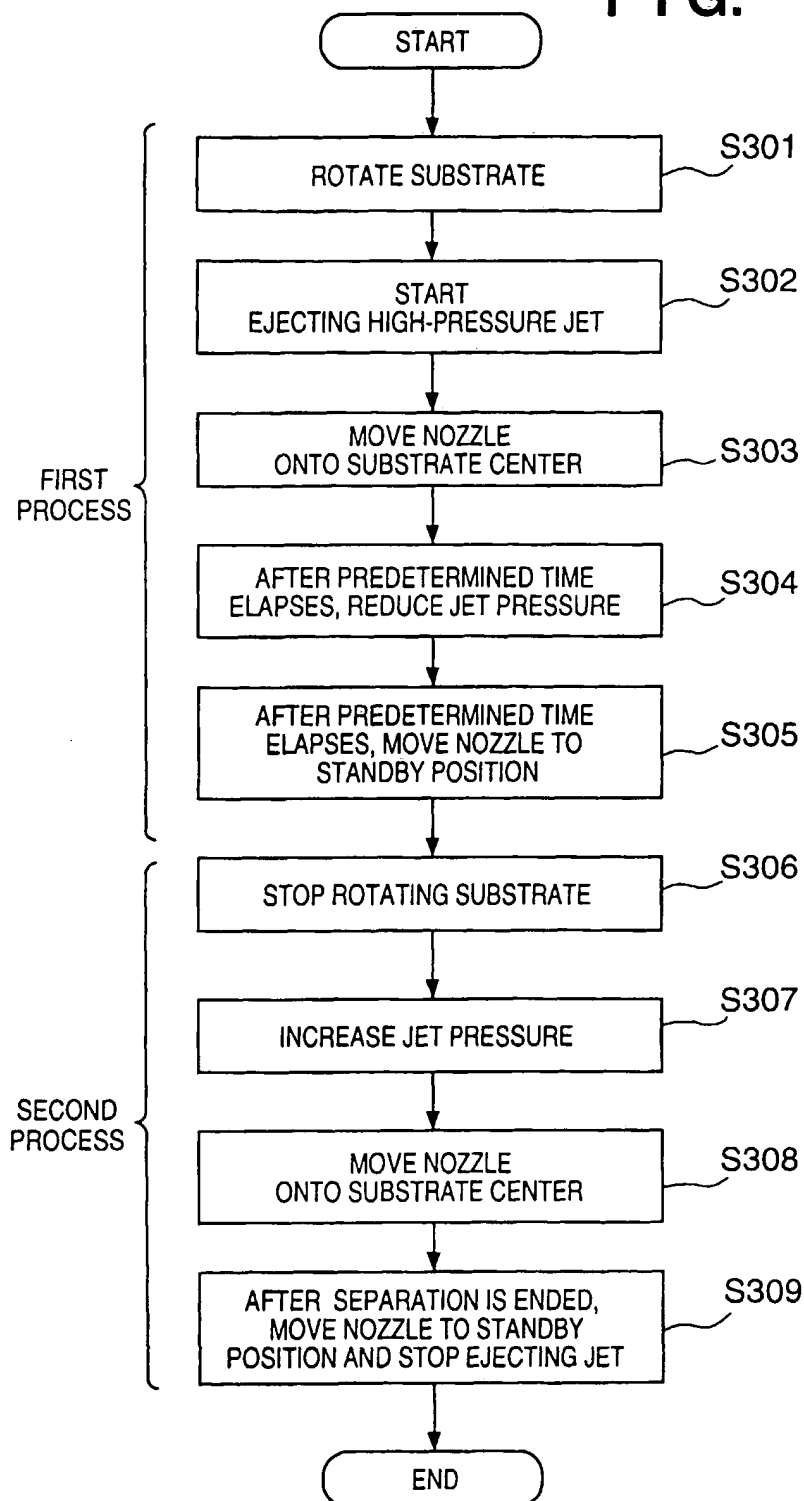 FIG.
START
S301
ROTATE SUBSTRATE
S302
START
EJECTING HIGH-PRESSURE JET
MOVE NOZZLE
ONTO SUBSTRATE CENTER
S303
FIRST
PROCESS
AFTER PREDETERMINED TIME
ELAPSES, REDUCE JET PRESSURE
S304
AFTER PREDETERMINED TIME
ELAPSES, MOVE NOZZLE TO
STANDBY POSITION
S305
STOP ROTATING SUBSTRATE
S306
INCREASE JET PRESSURE
S307
SECOND
PROCESS
MOVE NOZZLE
ONTO SUBSTRATE CENTER
S308
AFTER SEPARATION IS ENDED,
MOVE NOZZLE TO STANDBY
POSITION AND STOP EJECTING JET
S309
END